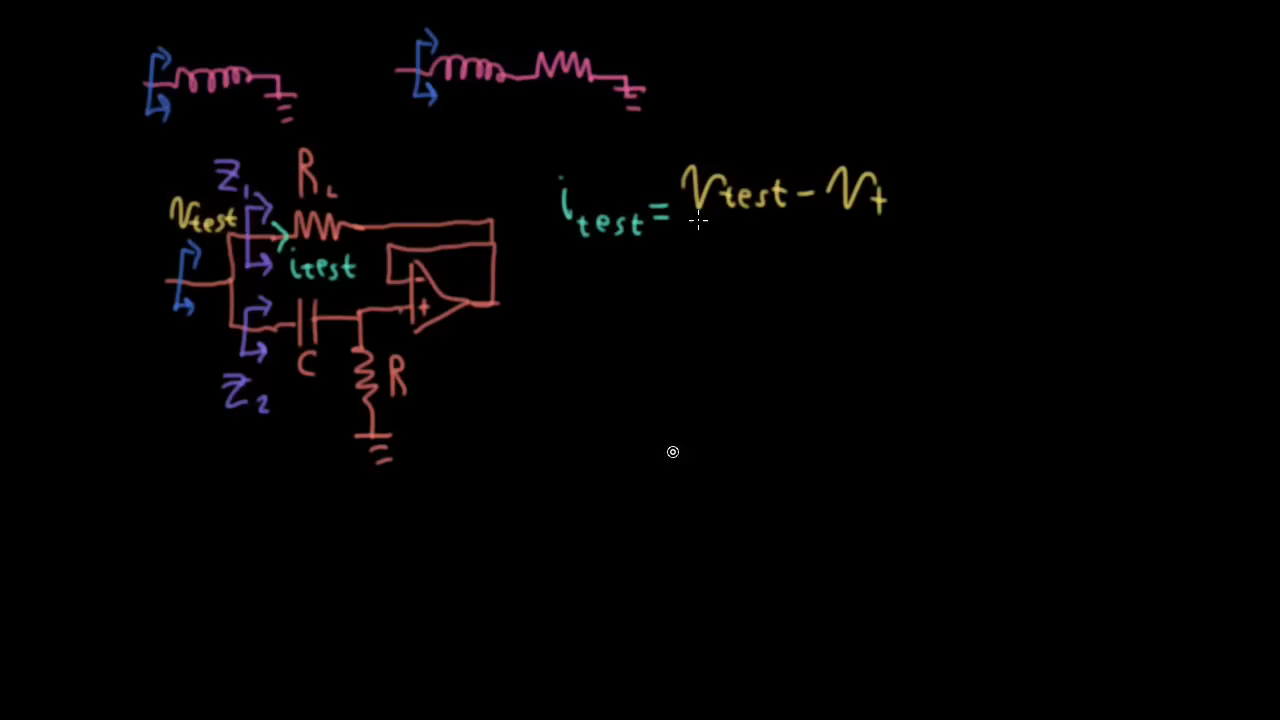 Z1
RL
Vtest
itest
- +
C
R
Z2
itest = Vtest - V+